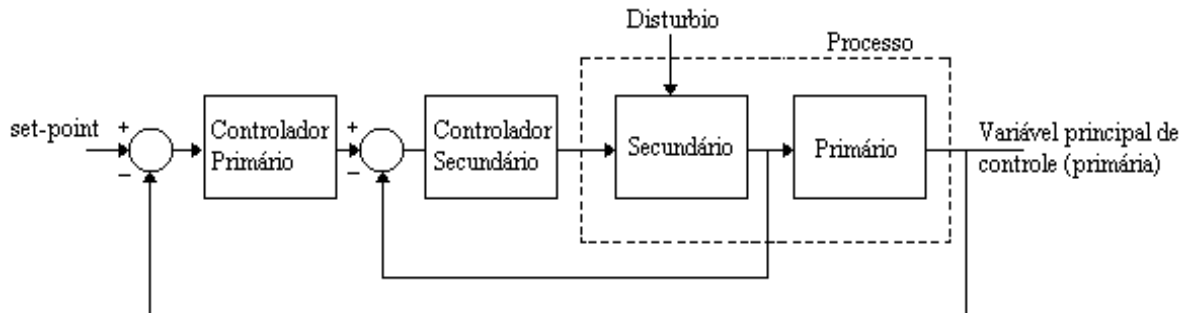 Disturbio
Processo
set-point
+
−
Controlador
Primário
+
−
Controlador
Secundário
Secundário
Primário
Variável principal de
controle (primária)